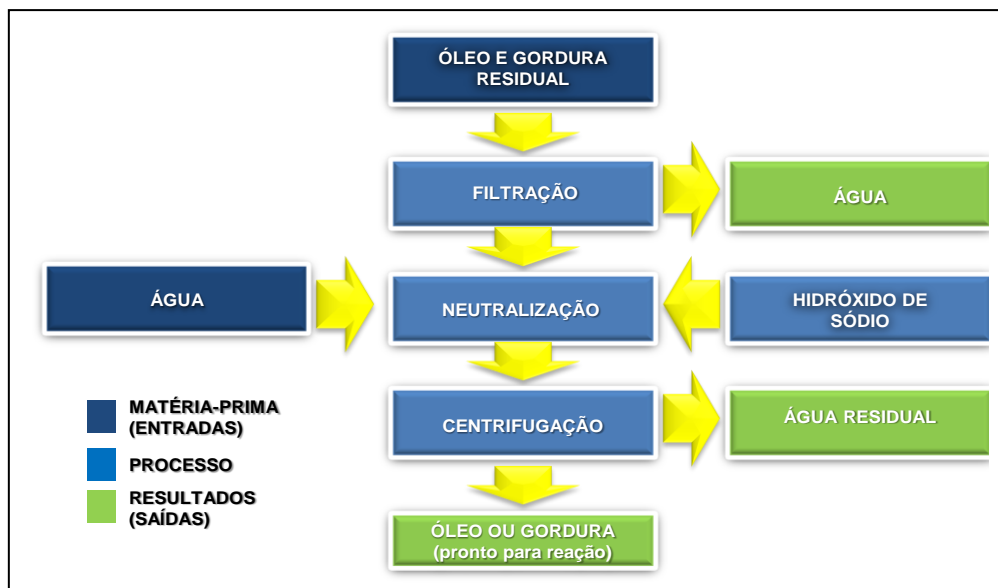 ÓLEO E GORDURA
RESIDUAL
FILTRAÇÃO
ÁGUA
ÁGUA
NEUTRALIZAÇÃO
HIDRÓXIDO DE
SÓDIO
CENTRIFUGAÇÃO
ÁGUA RESIDUAL
ÓLEO OU GORDURA
(pronto para reação)
MATÉRIA-PRIMA
(ENTRADAS)
PROCESSO
RESULTADOS
(SAÍDAS)